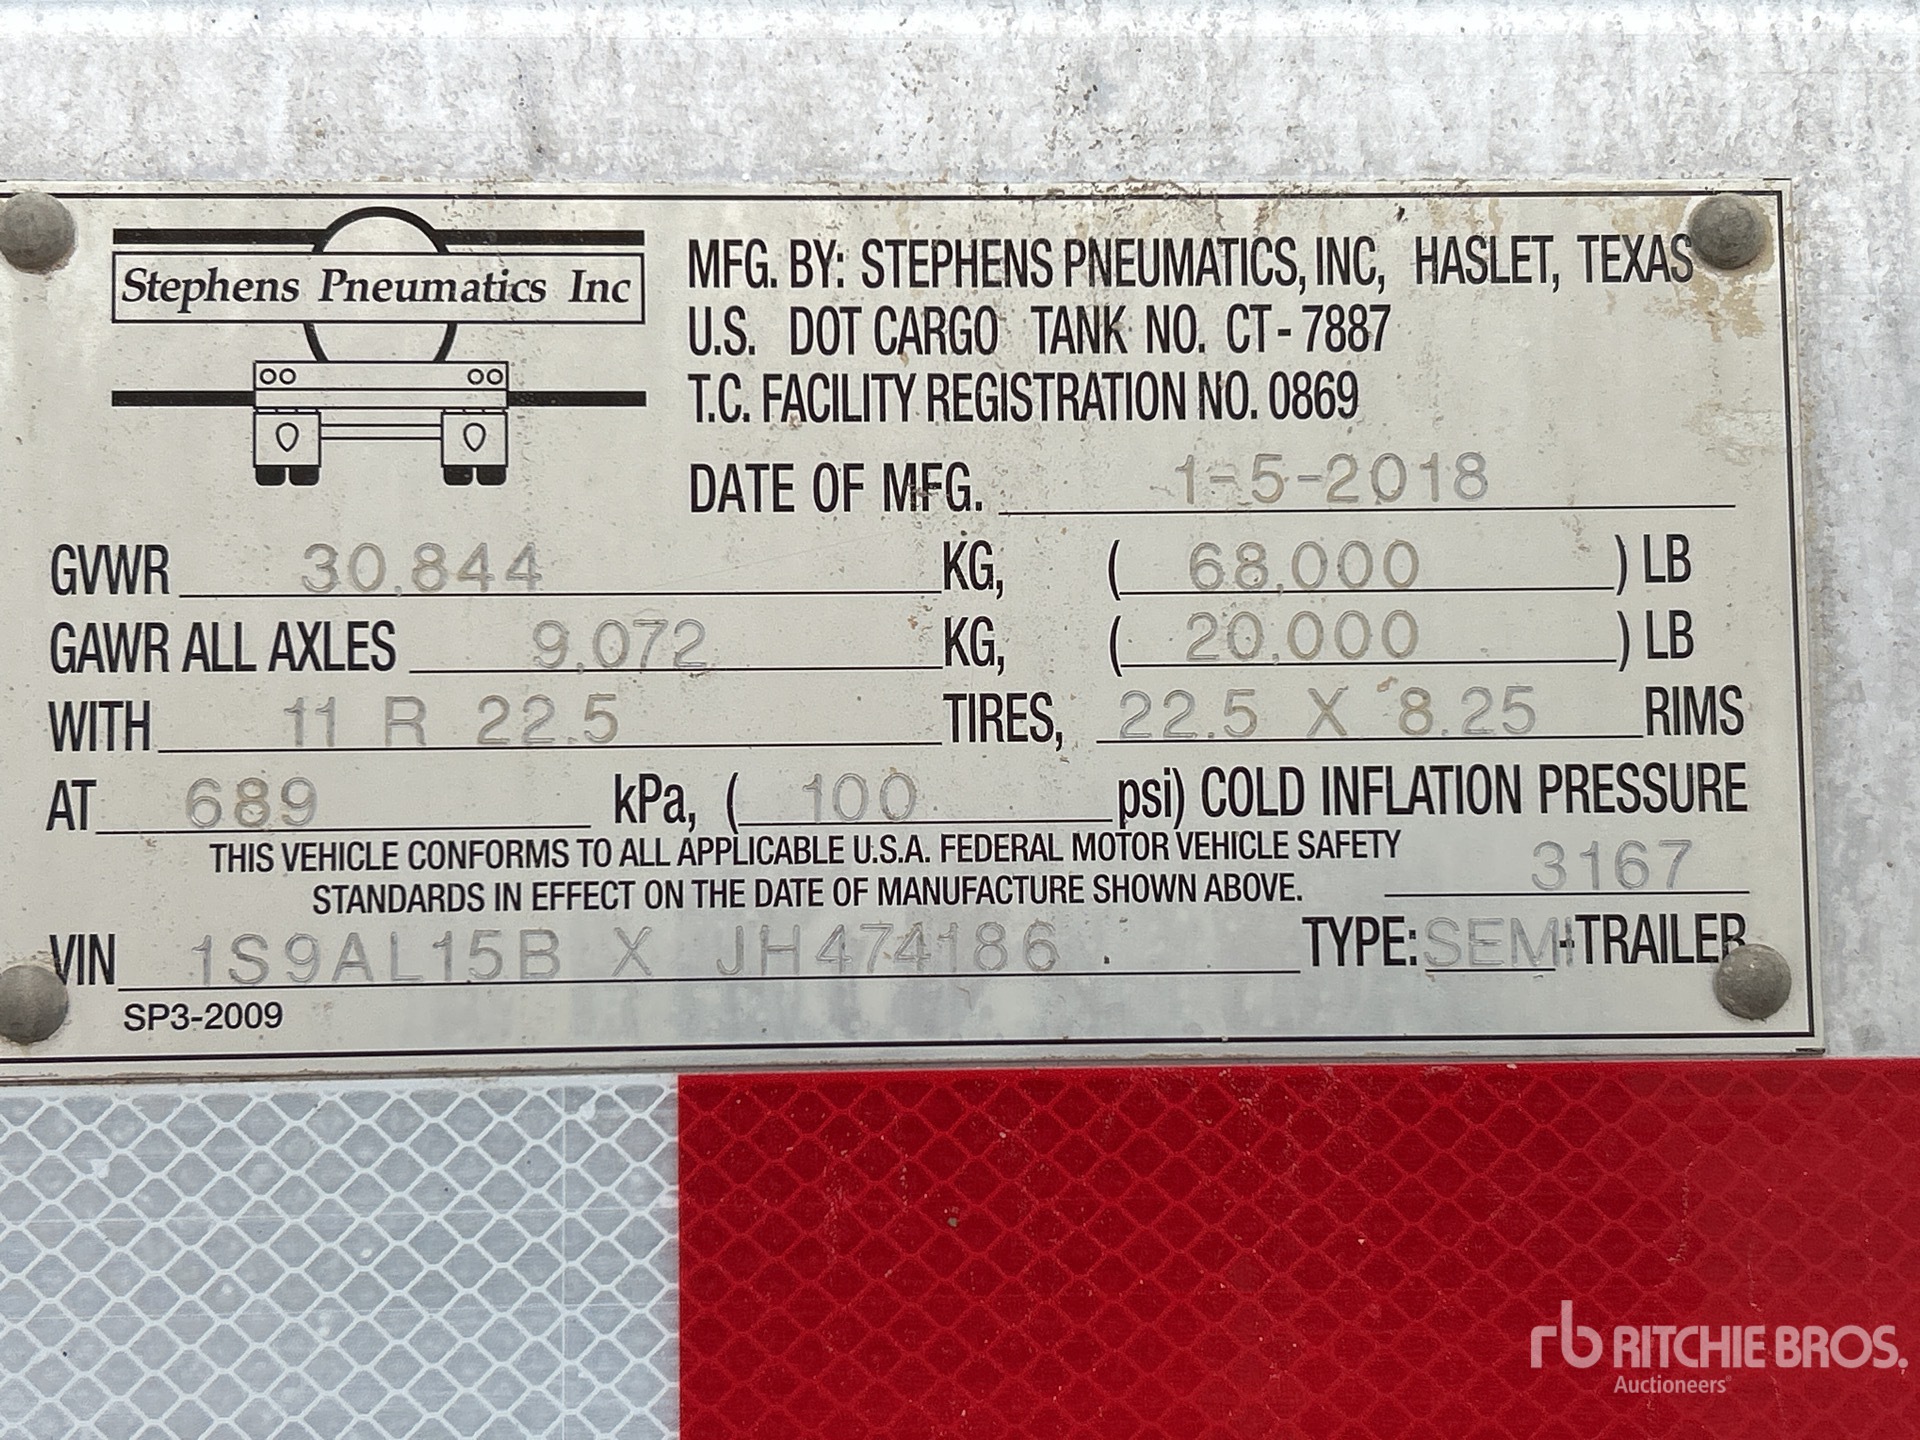 Stephens Pneumatics Inc
MFG. BY: STEPHENS PNEUMATICS, INC, HASLET, TEXAS
U.S. DOT CARGO TANK NO. CT-7887
T.C. FACILITY REGISTRATION NO. 0869
DATE OF MFG. 1-5-2018
GVWR 30,844 KG, ( 68,000 ) LB
GAWR ALL AXLES 9,072 KG, ( 20,000 ) LB
WITH 11 R 22.5 TIRES, 22.5 X 8.25 RIMS
AT 689 kPa, ( 100 psi) COLD INFLATION PRESSURE
THIS VEHICLE CONFORMS TO ALL APPLICABLE U.S.A. FEDERAL MOTOR VEHICLE SAFETY
STANDARDS IN EFFECT ON THE DATE OF MANUFACTURE SHOWN ABOVE. 3167
VIN 1S9AL15B X JH474186 TYPE: SEMI-TRAILER
SP3-2009
rb RITCHIE BROS.
Auctioneers